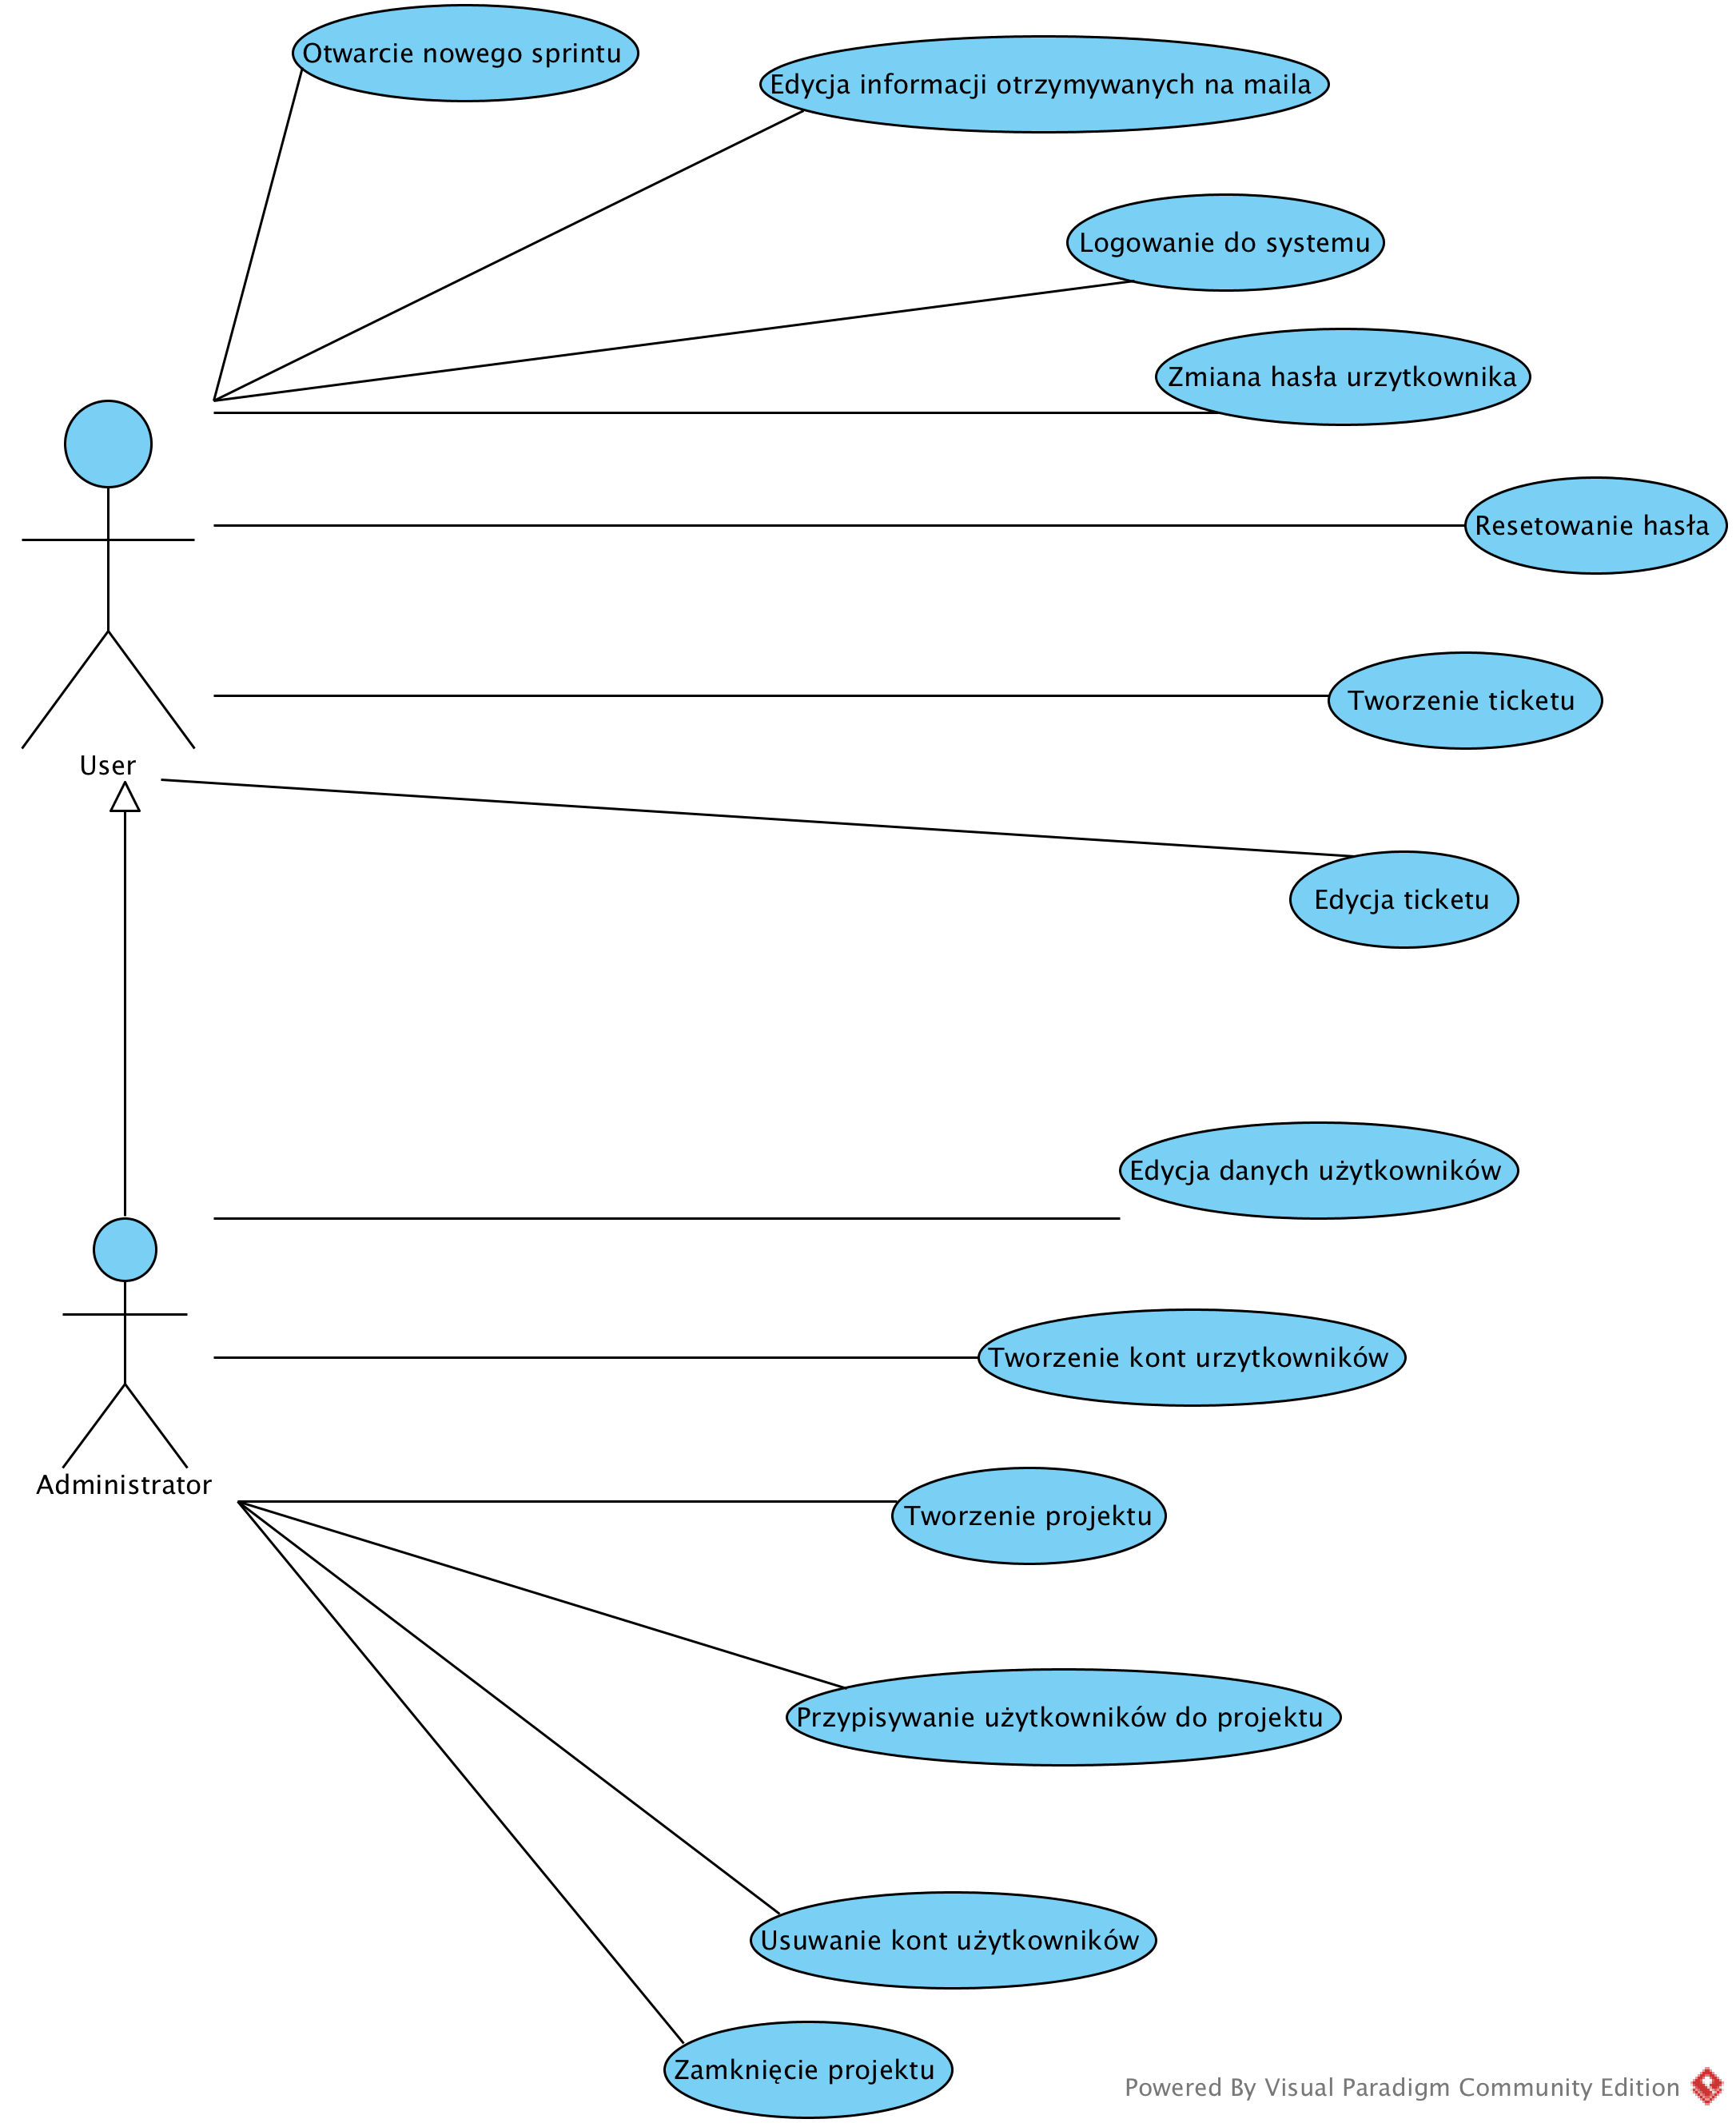 Otwarcie nowego sprintu
Edycja informacji otrzymywanych na maila
Logowanie do systemu
Zmiana hasła urzytkownika
Resetowanie hasła
Tworzenie ticketu
User
Edycja ticketu
Edycja danych użytkowników
Tworzenie kont urzytkowników
Administrator
Tworzenie projektu
Przypisywanie użytkowników do projektu
Usuwanie kont użytkowników
Zamknięcie projektu
Powered By Visual Paradigm Community Edition